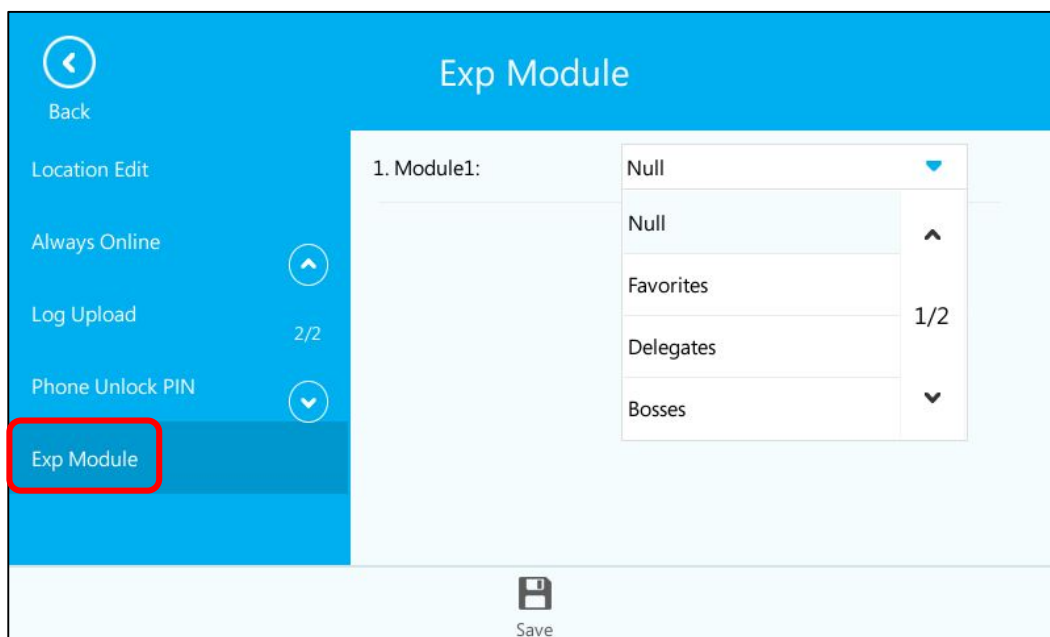 Back
Exp Module
Location Edit
Always Online
Log Upload
2/2
Phone Unlock PIN
Exp Module
1. Module1:
Null
Null
Favorites
Delegates
Bosses
1/2
Save